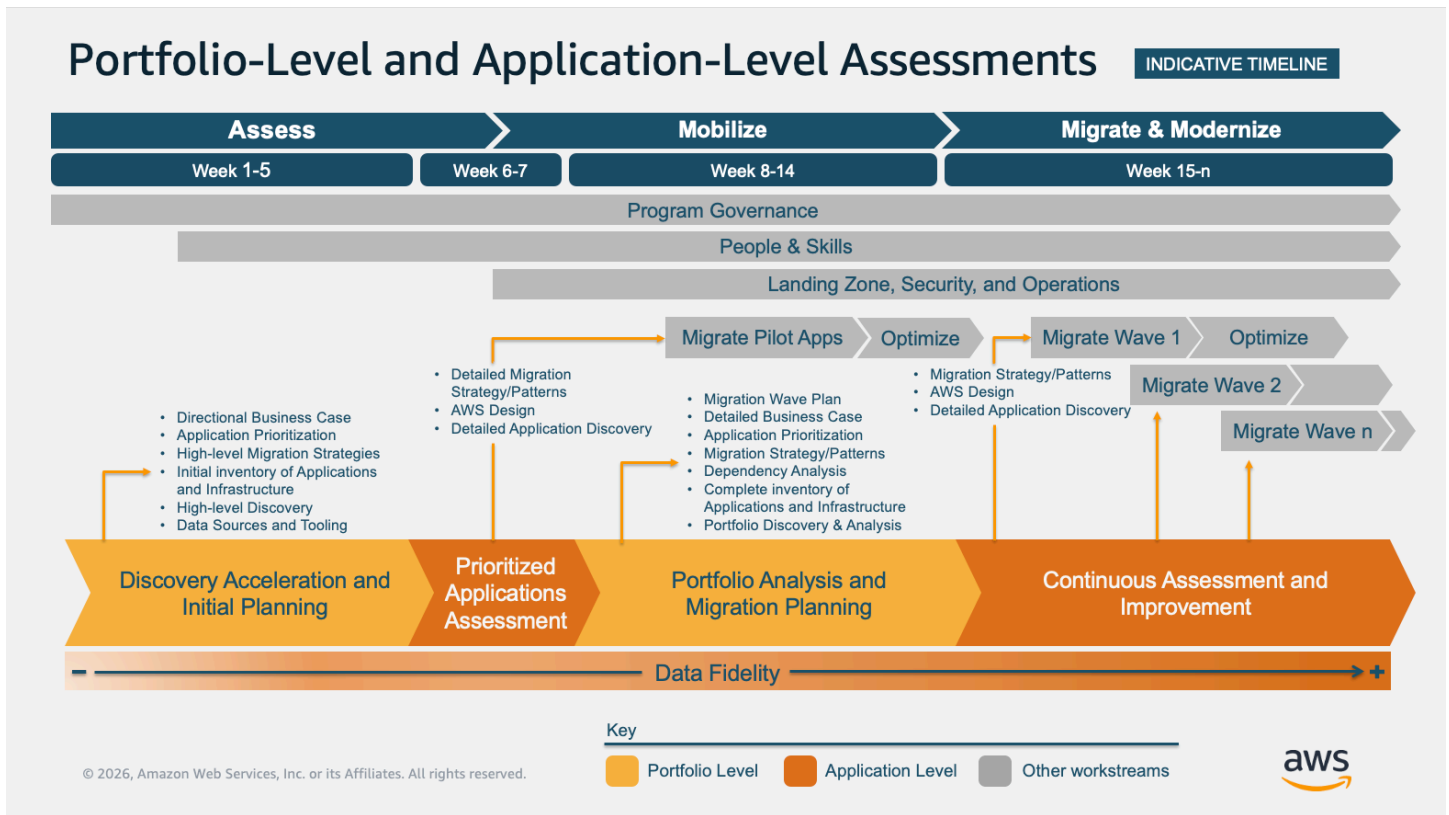 Portfolio-Level and Application-Level Assessments
INDICATIVE TIMELINE
Assess
Mobilize
Migrate & Modernize
Week 1-5
Week 6-7
Week 8-14
Week 15-n
Program Governance
People & Skills
Landing Zone, Security, and Operations
Migrate Pilot Apps
Optimize
Migrate Wave 1
Optimize
Migrate Wave 2
Migrate Wave n
• Directional Business Case
• Application Prioritization
• High-level Migration Strategies
• Initial inventory of Applications
and Infrastructure
• High-level Discovery
• Data Sources and Tooling
• Detailed Migration
Strategy/Patterns
• AWS Design
• Detailed Application Discovery
• Migration Wave Plan
• Detailed Business Case
• Application Prioritization
• Migration Strategy/Patterns
• Dependency Analysis
• Complete inventory of
Applications and Infrastructure
• Portfolio Discovery & Analysis
• Migration Strategy/Patterns
• AWS Design
• Detailed Application Discovery
Discovery Acceleration and
Initial Planning
Prioritized
Applications
Assessment
Portfolio Analysis and
Migration Planning
Continuous Assessment and
Improvement
- Data Fidelity +
Key
Portfolio Level
Application Level
Other workstreams
© 2026, Amazon Web Services, Inc. or its Affiliates. All rights reserved.
aws